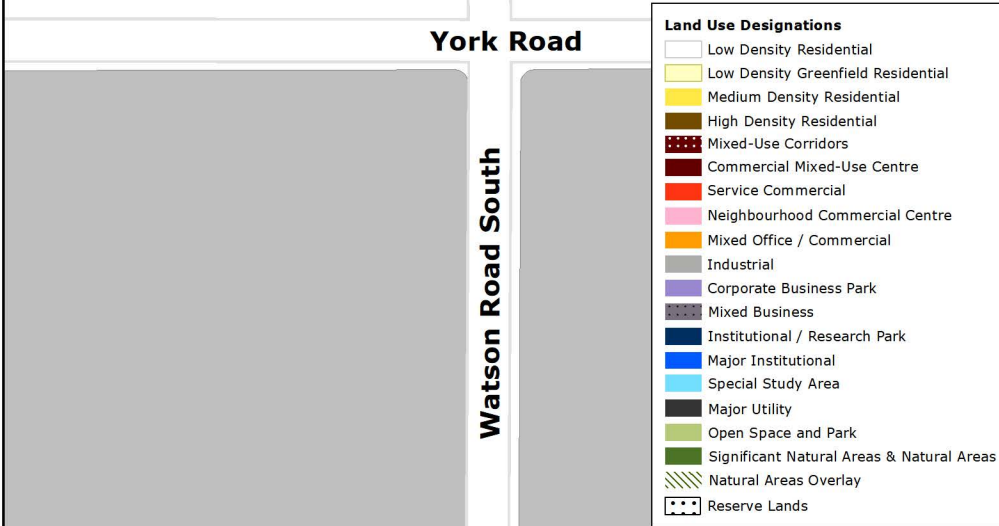 York Road
Watson Road South
Land Use Designations
Low Density Residential
Low Density Greenfield Residential
Medium Density Residential
High Density Residential
Mixed-Use Corridors
Commercial Mixed-Use Centre
Service Commercial
Neighbourhood Commercial Centre
Mixed Office / Commercial
Industrial
Corporate Business Park
Mixed Business
Institutional / Research Park
Major Institutional
Special Study Area
Major Utility
Open Space and Park
Significant Natural Areas & Natural Areas
Natural Areas Overlay
Reserve Lands